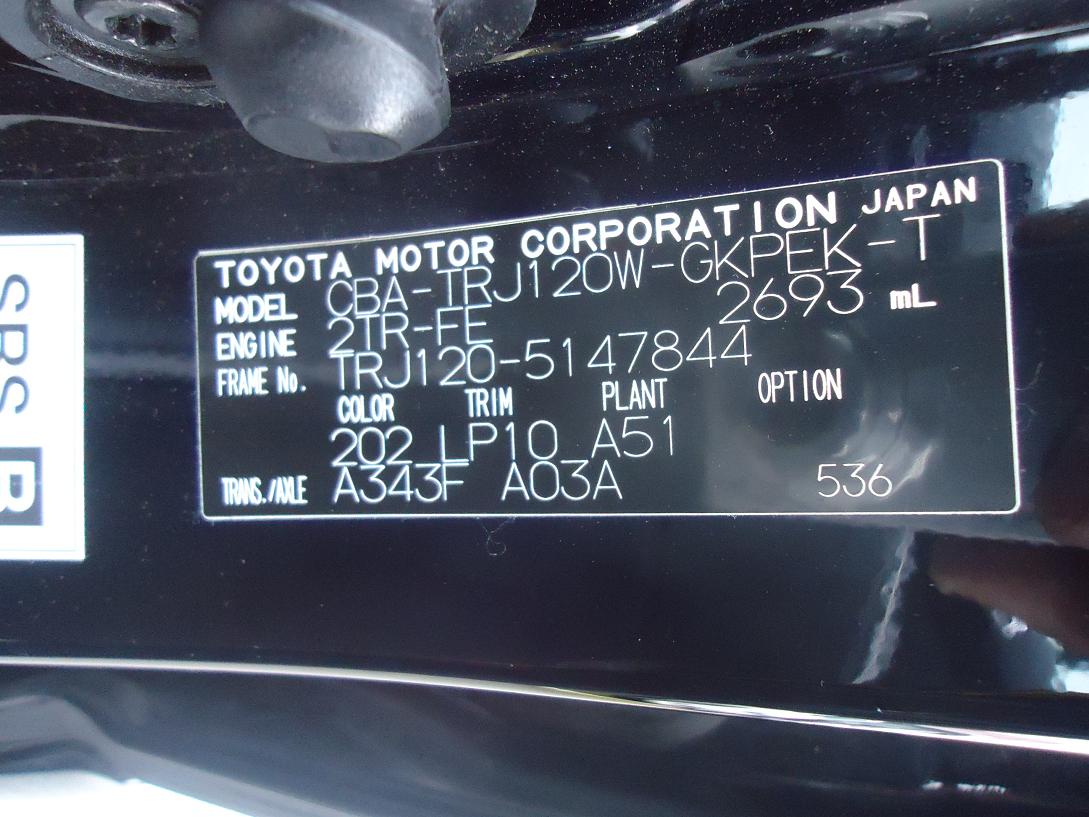 TOYOTA MOTOR CORPORATION JAPAN
MODEL CBA-TRJ120W-GKPEK-T
ENGINE 2TR-FE 2693 mL
FRAME No. TRJ120-5147844
COLOR TRIM PLANT OPTION
202 LP10 A51
TRANS./AXLE A343F A03A 536
SBS B